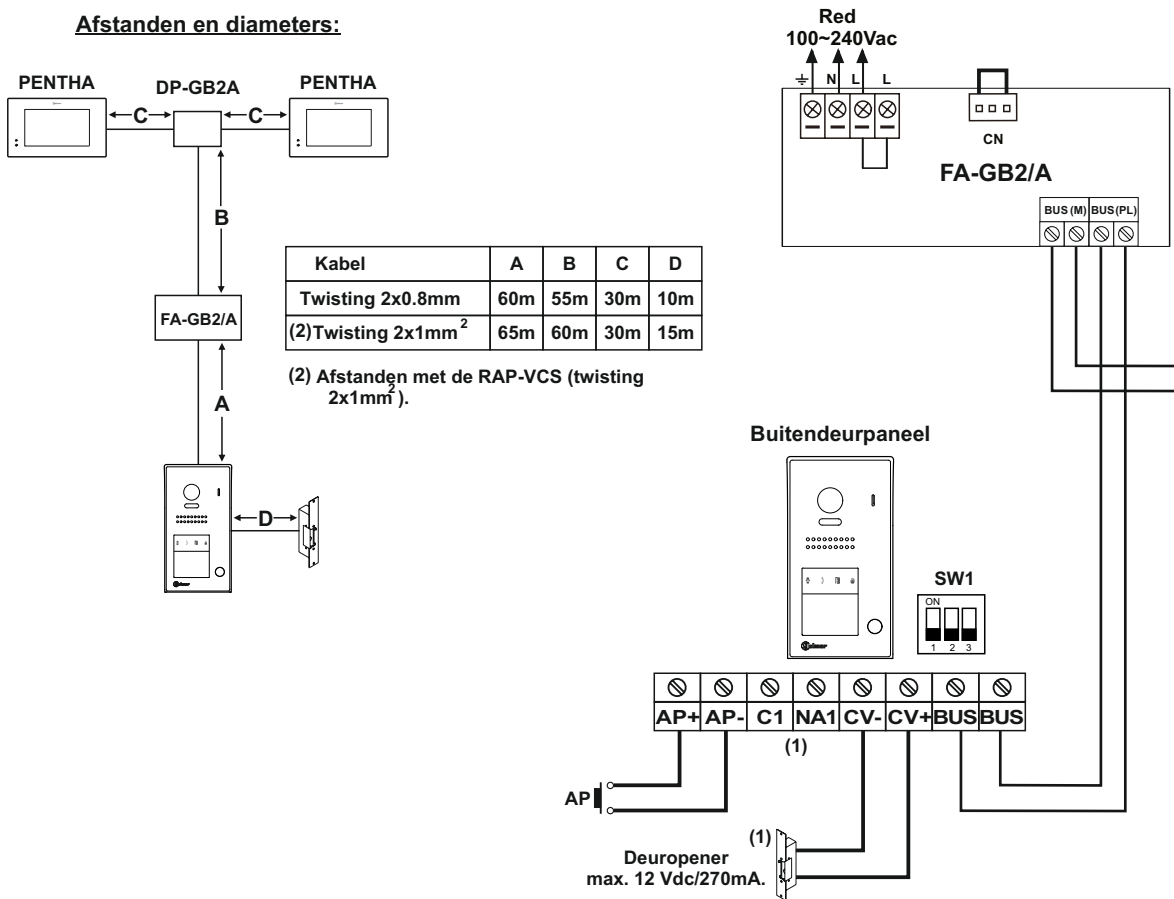 Afstanden en diameters:
PENTHA
DP-GB2A
PENTHA
C
C
B
FA-GB2/A
A
D
Kabel A B C D
Twisting 2x0.8mm 60m 55m 30m 10m
(2) Twisting 2x1mm² 65m 60m 30m 15m
(2) Afstanden met de RAP-VCS (twisting
2x1mm²).
Red
100~240Vac
N L L
CN
FA-GB2/A
BUS (M) BUS (PL)
Buitendeurpaneel
SW1
ON
1 2 3
AP+ AP- C1 NA1 CV- CV+ BUS BUS
(1)
AP
(1)
Deuropener
max. 12 Vdc/270mA.